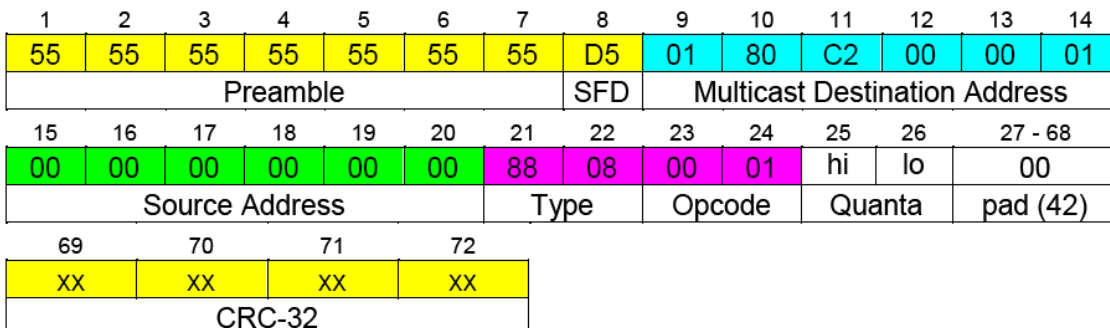 1 2 3 4 5 6 7 8 9 10 11 12 13 14
55 55 55 55 55 55 55 D5 01 80 C2 00 00 01
Preamble SFD Multicast Destination Address
15 16 17 18 19 20 21 22 23 24 25 26 27 - 68
00 00 00 00 00 00 88 08 00 01 hi lo 00
Source Address Type Opcode Quanta pad (42)
69 70 71 72
xx xx xx xx
CRC-32